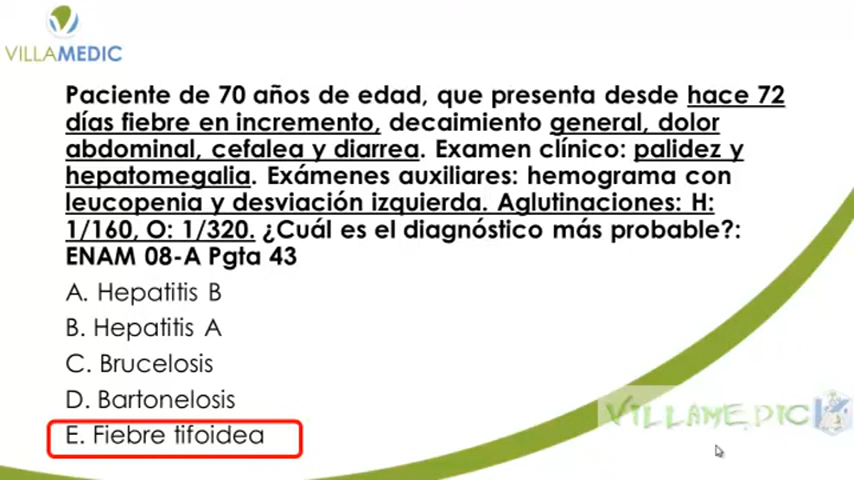 VILLAMEDIC
Paciente de 70 años de edad, que presenta desde hace 72
días fiebre en incremento, decaimiento general, dolor
abdominal, cefalea y diarrea. Examen clínico: palidez y
hepatomegalia. Exámenes auxiliares: hemograma con
leucopenia y desviación izquierda. Aglutinaciones: H:
1/160, O: 1/320. ¿Cuál es el diagnóstico más probable?:
ENAM 08-A Pgta 43
A. Hepatitis B
B. Hepatitis A
C. Brucelosis
D. Bartonelosis
VILLAMEDIC
E. Fiebre tifoidea